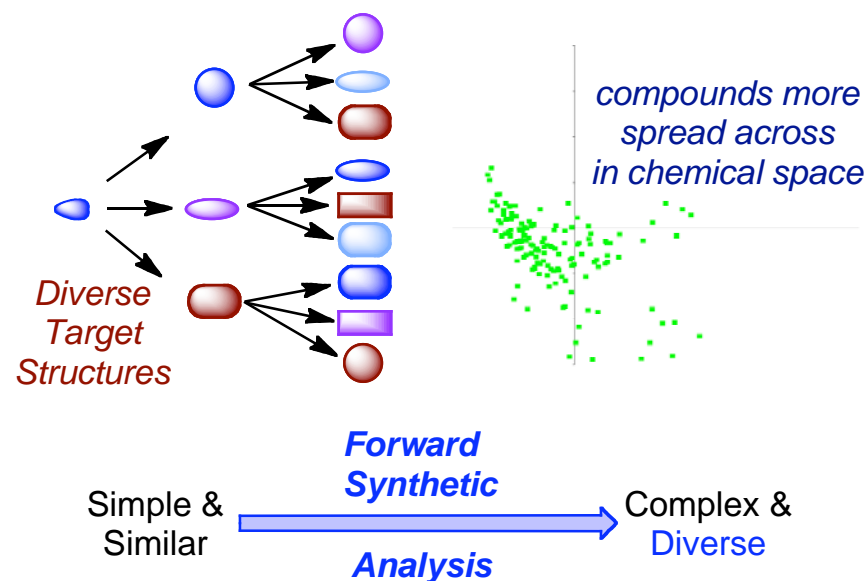 compounds more
spread across
in chemical space
Diverse
Target
Structures
Forward
Synthetic
Analysis
Simple &
Similar
Complex &
Diverse